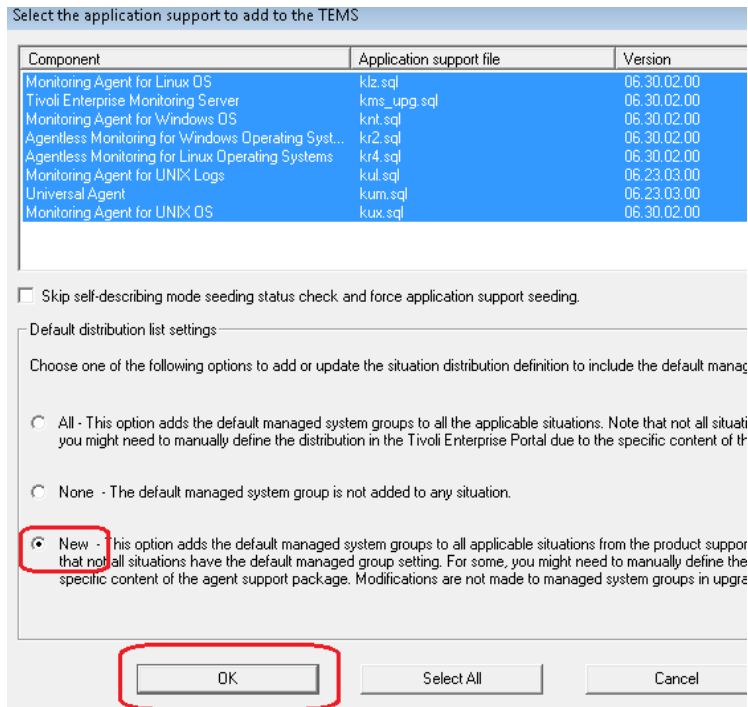 Select the application support to add to the TEMS
Component Application support file Version
Monitoring Agent for Linux OS klz.sql 06.30.02.00
Tivoli Enterprise Monitoring Server kms_upg.sql 06.30.02.00
Monitoring Agent for Windows OS knt.sql 06.30.02.00
Agentless Monitoring for Windows Operating Syst... kr2.sql 06.30.02.00
Agentless Monitoring for Linux Operating Systems kr4.sql 06.30.02.00
Monitoring Agent for UNIX Logs kul.sql 06.23.03.00
Universal Agent kum.sql 06.23.03.00
Monitoring Agent for UNIX OS kux.sql 06.30.02.00
Skip self-describing mode seeding status check and force application support seeding.
Default distribution list settings
Choose one of the following options to add or update the situation distribution definition to include the default manag
All - This option adds the default managed system groups to all the applicable situations. Note that not all situati
you might need to manually define the distribution in the Tivoli Enterprise Portal due to the specific content of th
None - The default managed system group is not added to any situation.
New - This option adds the default managed system groups to all applicable situations from the product suppor
that not all situations have the default managed group setting. For some, you might need to manually define the
specific content of the agent support package. Modifications are not made to managed system groups in upgra
OK Select All Cancel